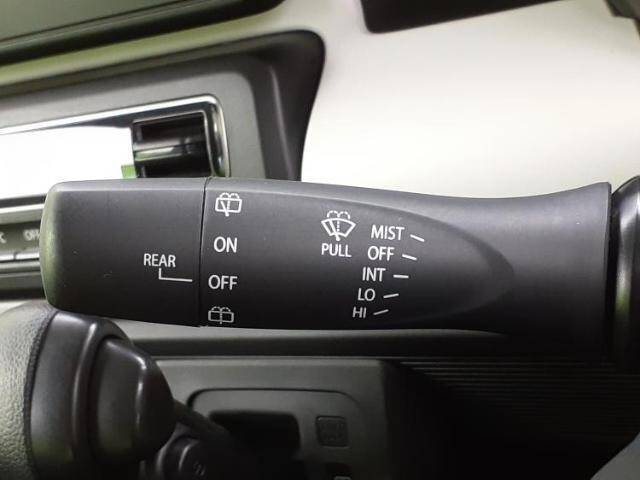 REAR
ON
OFF
PULL
MIST
OFF
INT
LO
HI